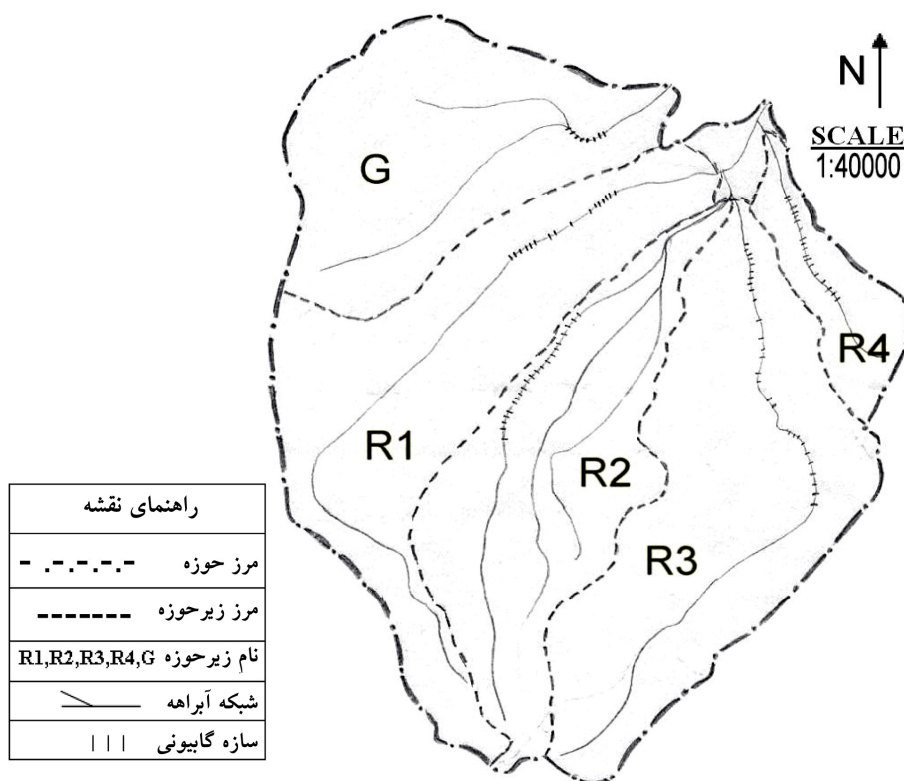 N
SCALE
1:40000
G
R4
R1
R2
R3
راهنمای نقشه
مرز حوزه
مرز زیرحوزه
نام زیرحوزه R1,R2,R3,R4,G
شبکه آبراهه
سازه گابیونی